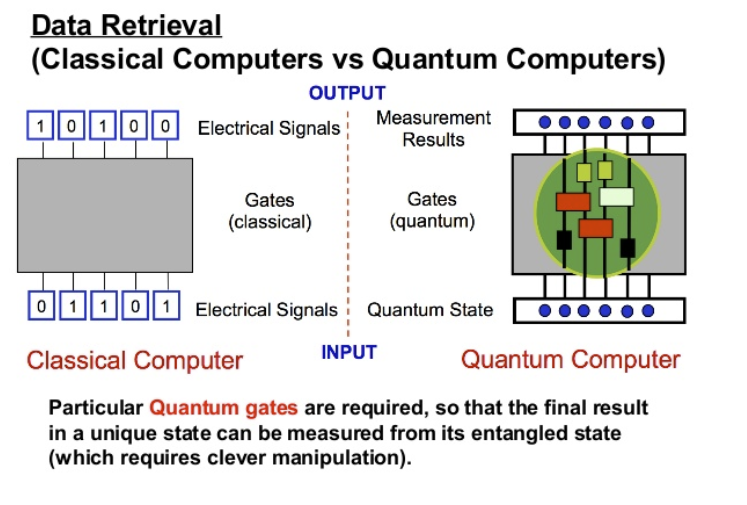 Data Retrieval
(Classical Computers vs Quantum Computers)
OUTPUT
1 0 1 0 0
Electrical Signals
Measurement
Results
Gates
(classical)
Gates
(quantum)
0 1 1 0 1
Electrical Signals
Quantum State
INPUT
Classical Computer
Quantum Computer
Particular Quantum gates are required, so that the final result
in a unique state can be measured from its entangled state
(which requires clever manipulation).